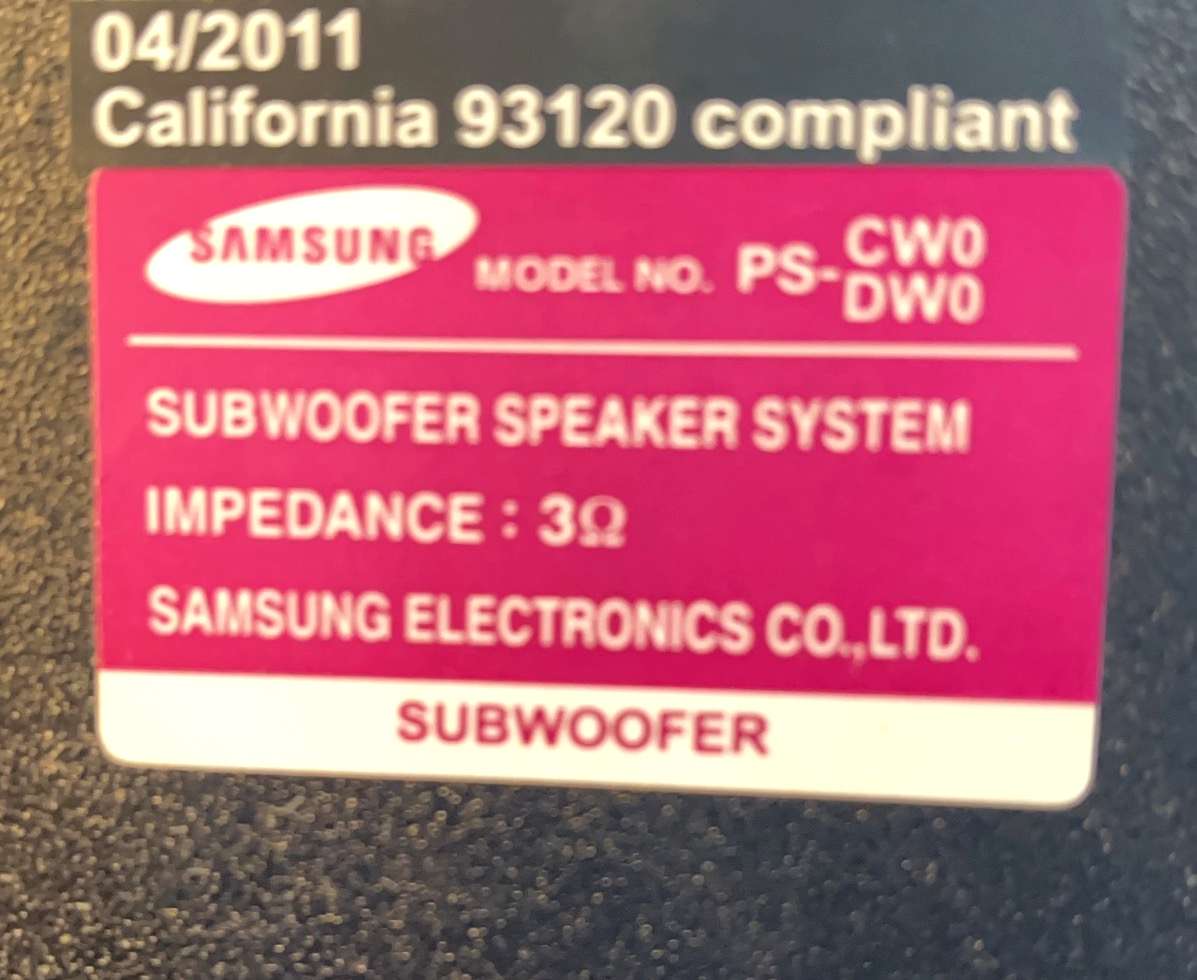 04/2011
California 93120 compliant
SAMSUNG MODEL NO. PS-CW0
DW0
SUBWOOFER SPEAKER SYSTEM
IMPEDANCE : 3Ω
SAMSUNG ELECTRONICS CO.,LTD.
SUBWOOFER